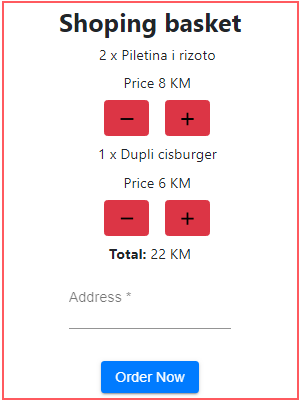 Shoping basket
2 x Piletina i rizoto
Price 8 KM
− +
1 x Dupli cisburger
Price 6 KM
− +
Total: 22 KM
Address *
Order Now